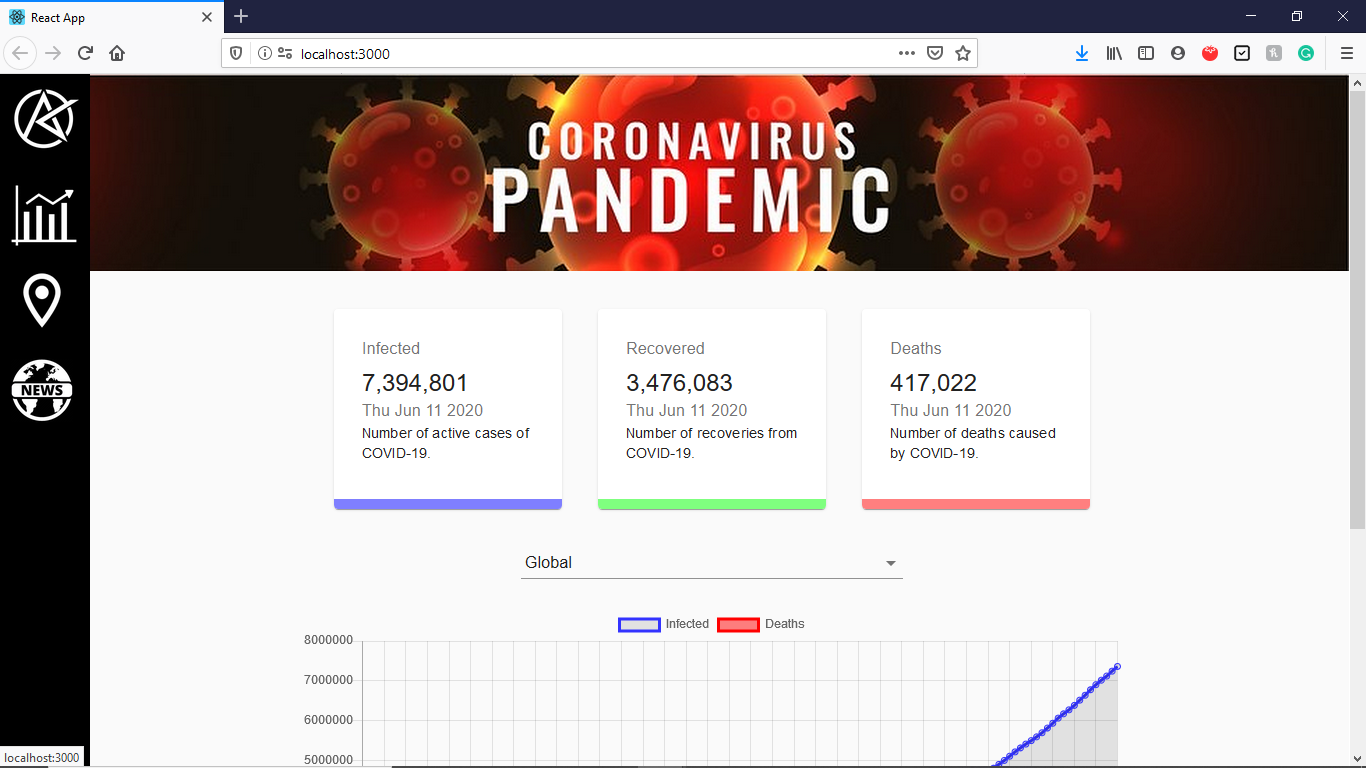 React App
localhost:3000
CORONAVIRUS
PANDEMIC
NEWS
Infected
7,394,801
Thu Jun 11 2020
Number of active cases of
COVID-19.
Recovered
3,476,083
Thu Jun 11 2020
Number of recoveries from
COVID-19.
Deaths
417,022
Thu Jun 11 2020
Number of deaths caused
by COVID-19.
Global
Infected
Deaths
8000000
7000000
6000000
5000000
localhost:3000